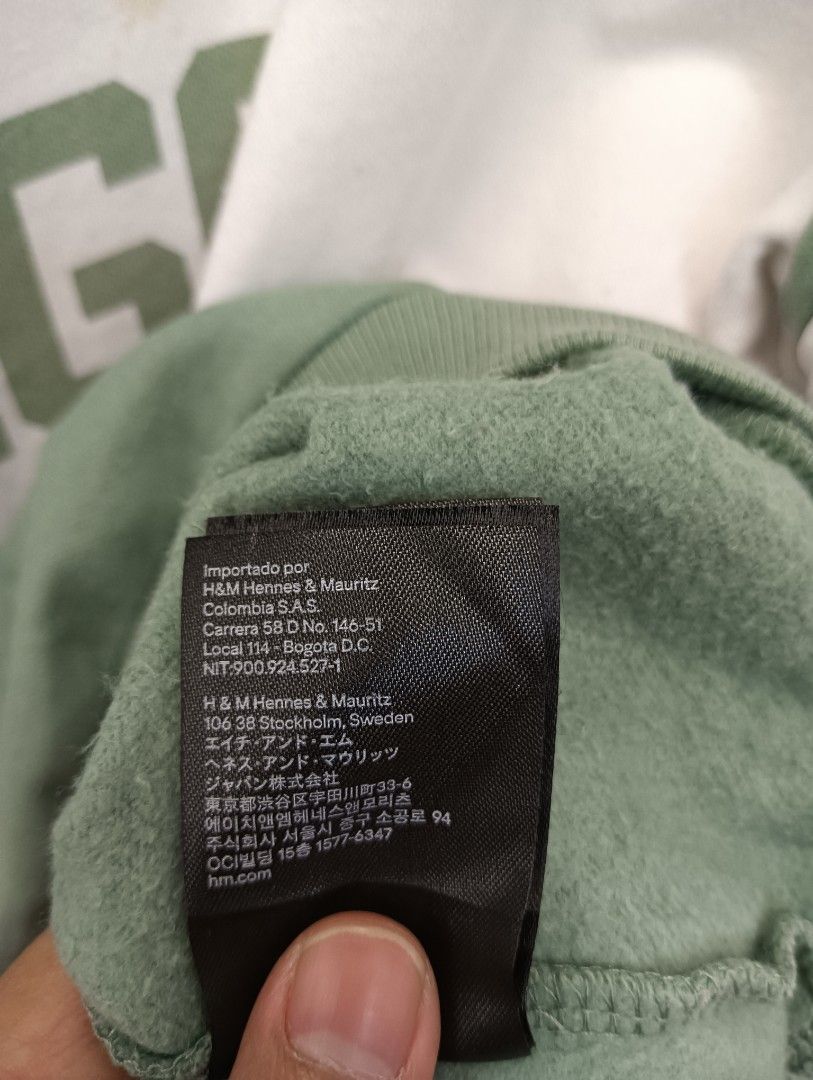 GO
Importado por
H&M Hennes & Mauritz
Colombia S.A.S.
Carrera 58 D No. 146-51
Local 114 - Bogota D.C.
NIT:900.924.527-1
H & M Hennes & Mauritz
106 38 Stockholm, Sweden
エイチ・アンド・エム
ヘネス・アンド・マウリッツ
ジャパン株式会社
東京都渋谷区宇田川町33-6
에이치앤엠헤네스앤모리츠
주식회사 서울시 중구 소공로 94
OCI빌딩 15층 1577-6347
hm.com